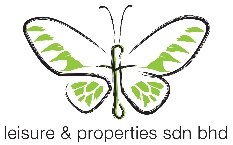 leisure & properties sdn bhd